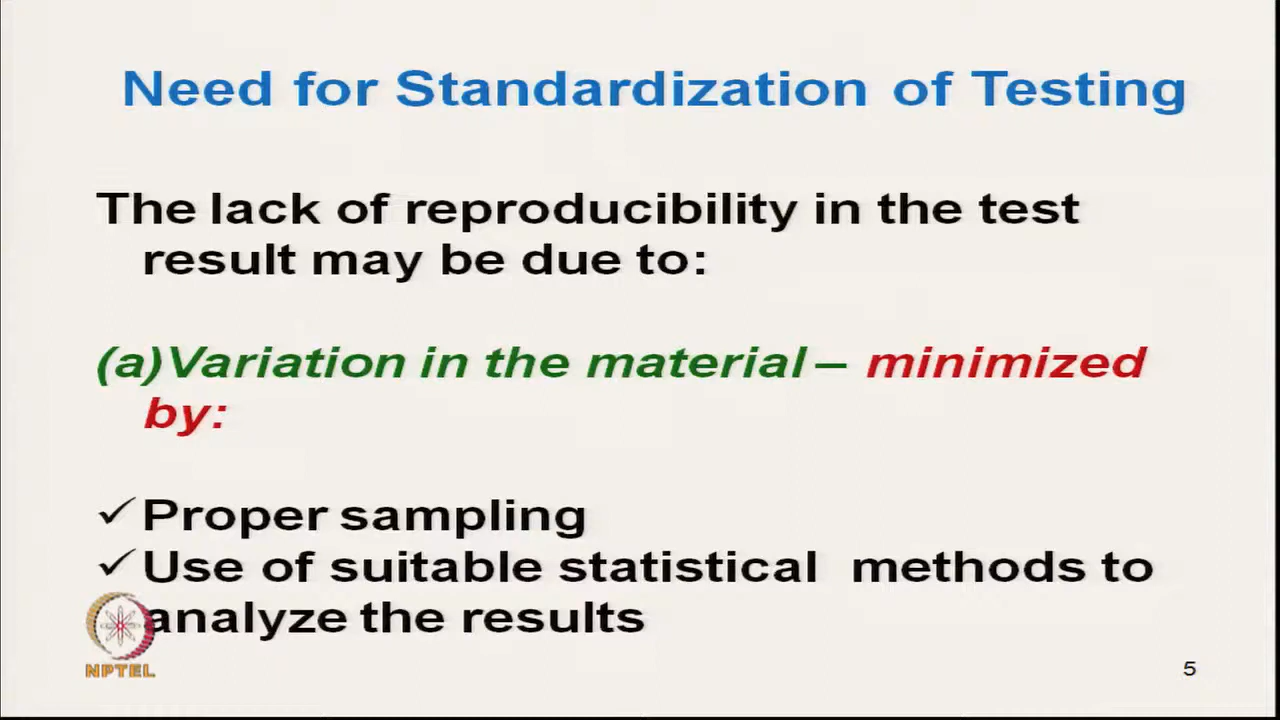 Need for Standardization of Testing
The lack of reproducibility in the test
result may be due to:
(a)Variation in the material – minimized
by:
✓Proper sampling
✓Use of suitable statistical methods to
analyze the results
NPTEL
5